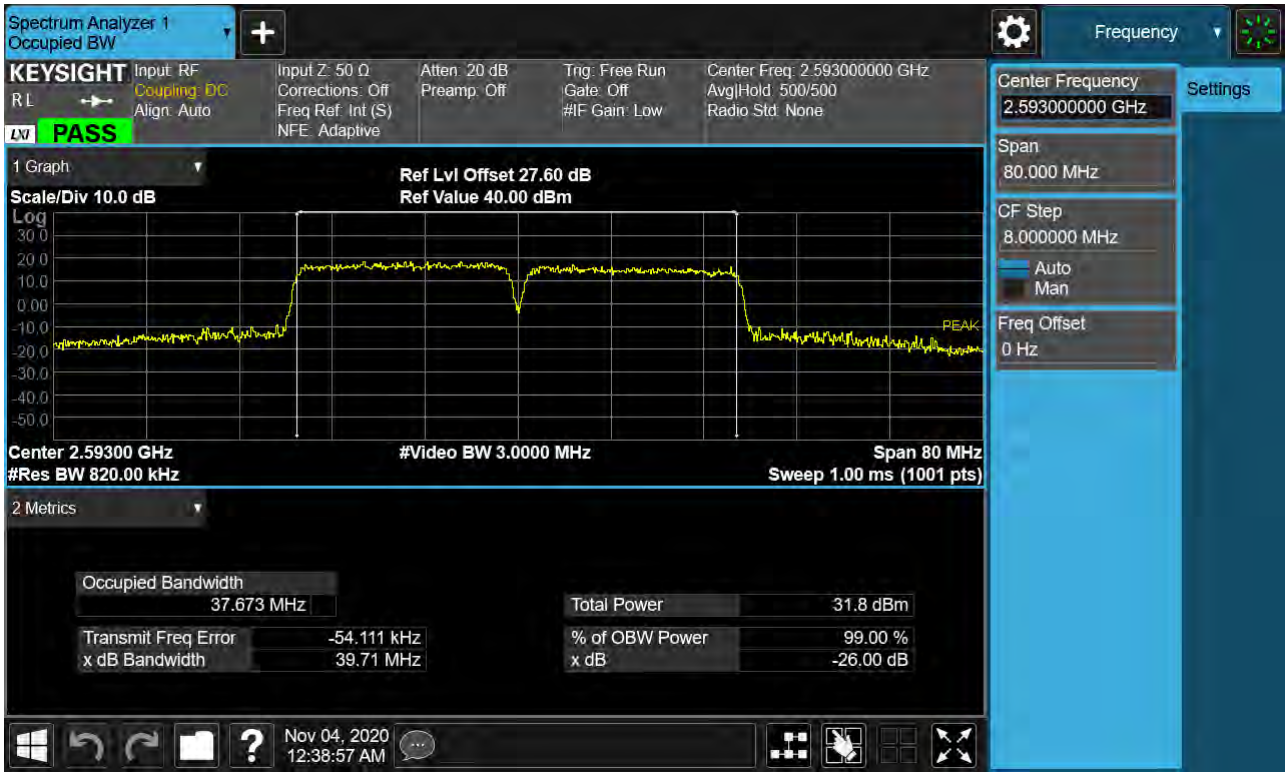 Spectrum Analyzer 1
Occupied BW
+
Frequency
KEYSIGHT
R L
LXI
PASS
Input: RF
Coupling: DC
Align: Auto
Input Z: 50 Ω
Corrections: Off
Freq Ref: Int (S)
NFE: Adaptive
Atten: 20 dB
Preamp: Off
Trig: Free Run
Gate: Off
#IF Gain: Low
Center Freq: 2.593000000 GHz
Avg|Hold: 500/500
Radio Std: None
Center Frequency
2.593000000 GHz
Settings
Span
80.000 MHz
CF Step
8.000000 MHz
Auto
Man
Freq Offset
0 Hz
1 Graph
Scale/Div 10.0 dB
Ref Lvl Offset 27.60 dB
Ref Value 40.00 dBm
Log
30.0
20.0
10.0
0.00
-10.0
-20.0
-30.0
-40.0
-50.0
PEAK
Center 2.59300 GHz
#Video BW 3.0000 MHz
Span 80 MHz
#Res BW 820.00 kHz
Sweep 1.00 ms (1001 pts)
2 Metrics
Occupied Bandwidth
37.673 MHz
Total Power 31.8 dBm
Transmit Freq Error -54.111 kHz
% of OBW Power 99.00 %
x dB Bandwidth 39.71 MHz
x dB -26.00 dB
?
Nov 04, 2020
12:38:57 AM